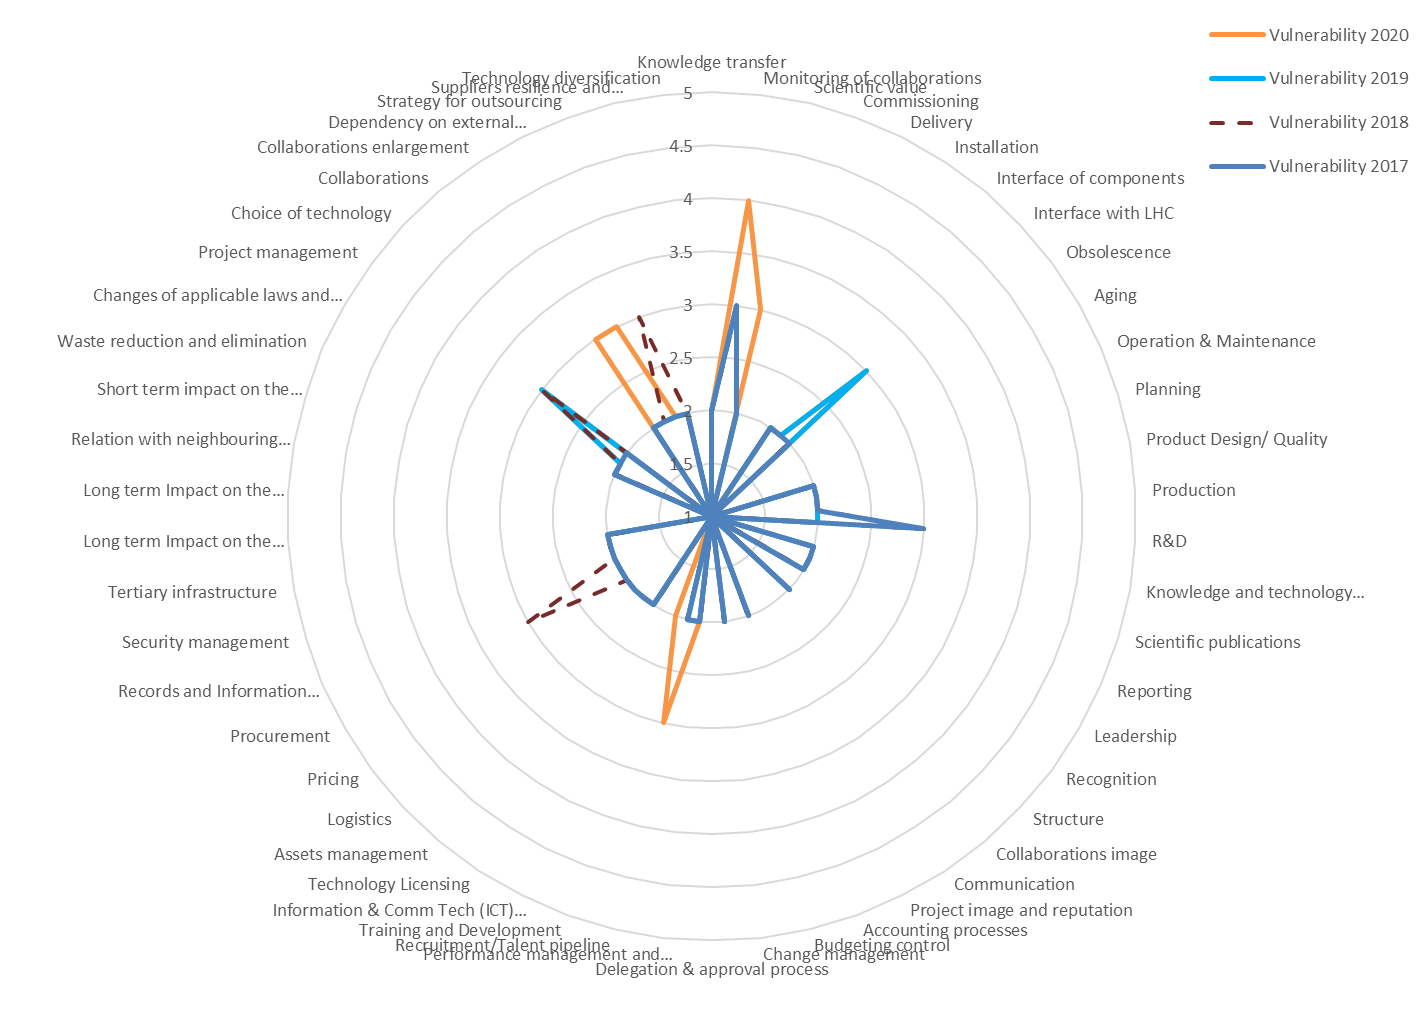 Vulnerability 2020
Vulnerability 2019
Vulnerability 2018
Vulnerability 2017
Knowledge transfer
Monitoring of collaborations
Scientific value
Commissioning
Delivery
Installation
Interface of components
Interface with LHC
Obsolescence
Aging
Operation & Maintenance
Planning
Product Design/ Quality
Production
R&D
Knowledge and technology...
Scientific publications
Reporting
Leadership
Recognition
Structure
Collaborations image
Communication
Project image and reputation
Accounting processes
Budgeting control
Change management
Delegation & approval process
Performance management and...
Recruitment/Talent pipeline
Training and Development
Information & Comm Tech (ICT)...
Technology Licensing
Assets management
Logistics
Pricing
Procurement
Records and Information...
Security management
Tertiary infrastructure
Long term Impact on the...
Long term Impact on the...
Relation with neighbouring...
Short term impact on the...
Waste reduction and elimination
Changes of applicable laws and...
Project management
Choice of technology
Collaborations
Collaborations enlargement
Dependency on external...
Strategy for outsourcing
Suppliers resilience and...
Technology diversification
5
4.5
4
3.5
3
2.5
2
1.5
1